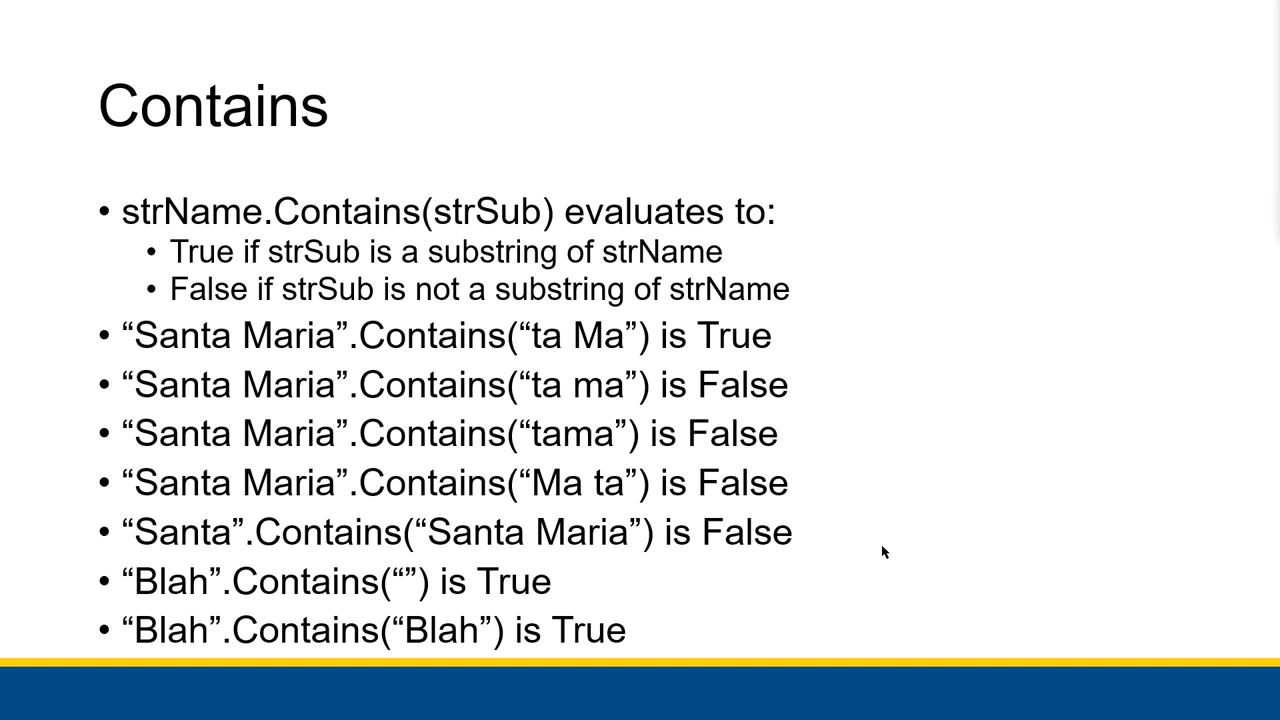 Contains
• strName.Contains(strSub) evaluates to:
• True if strSub is a substring of strName
• False if strSub is not a substring of strName
• “Santa Maria”.Contains(“ta Ma”) is True
• “Santa Maria”.Contains(“ta ma”) is False
• “Santa Maria”.Contains(“tama”) is False
• “Santa Maria”.Contains(“Ma ta”) is False
• “Santa”.Contains(“Santa Maria”) is False
• “Blah”.Contains(“”) is True
• “Blah”.Contains(“Blah”) is True